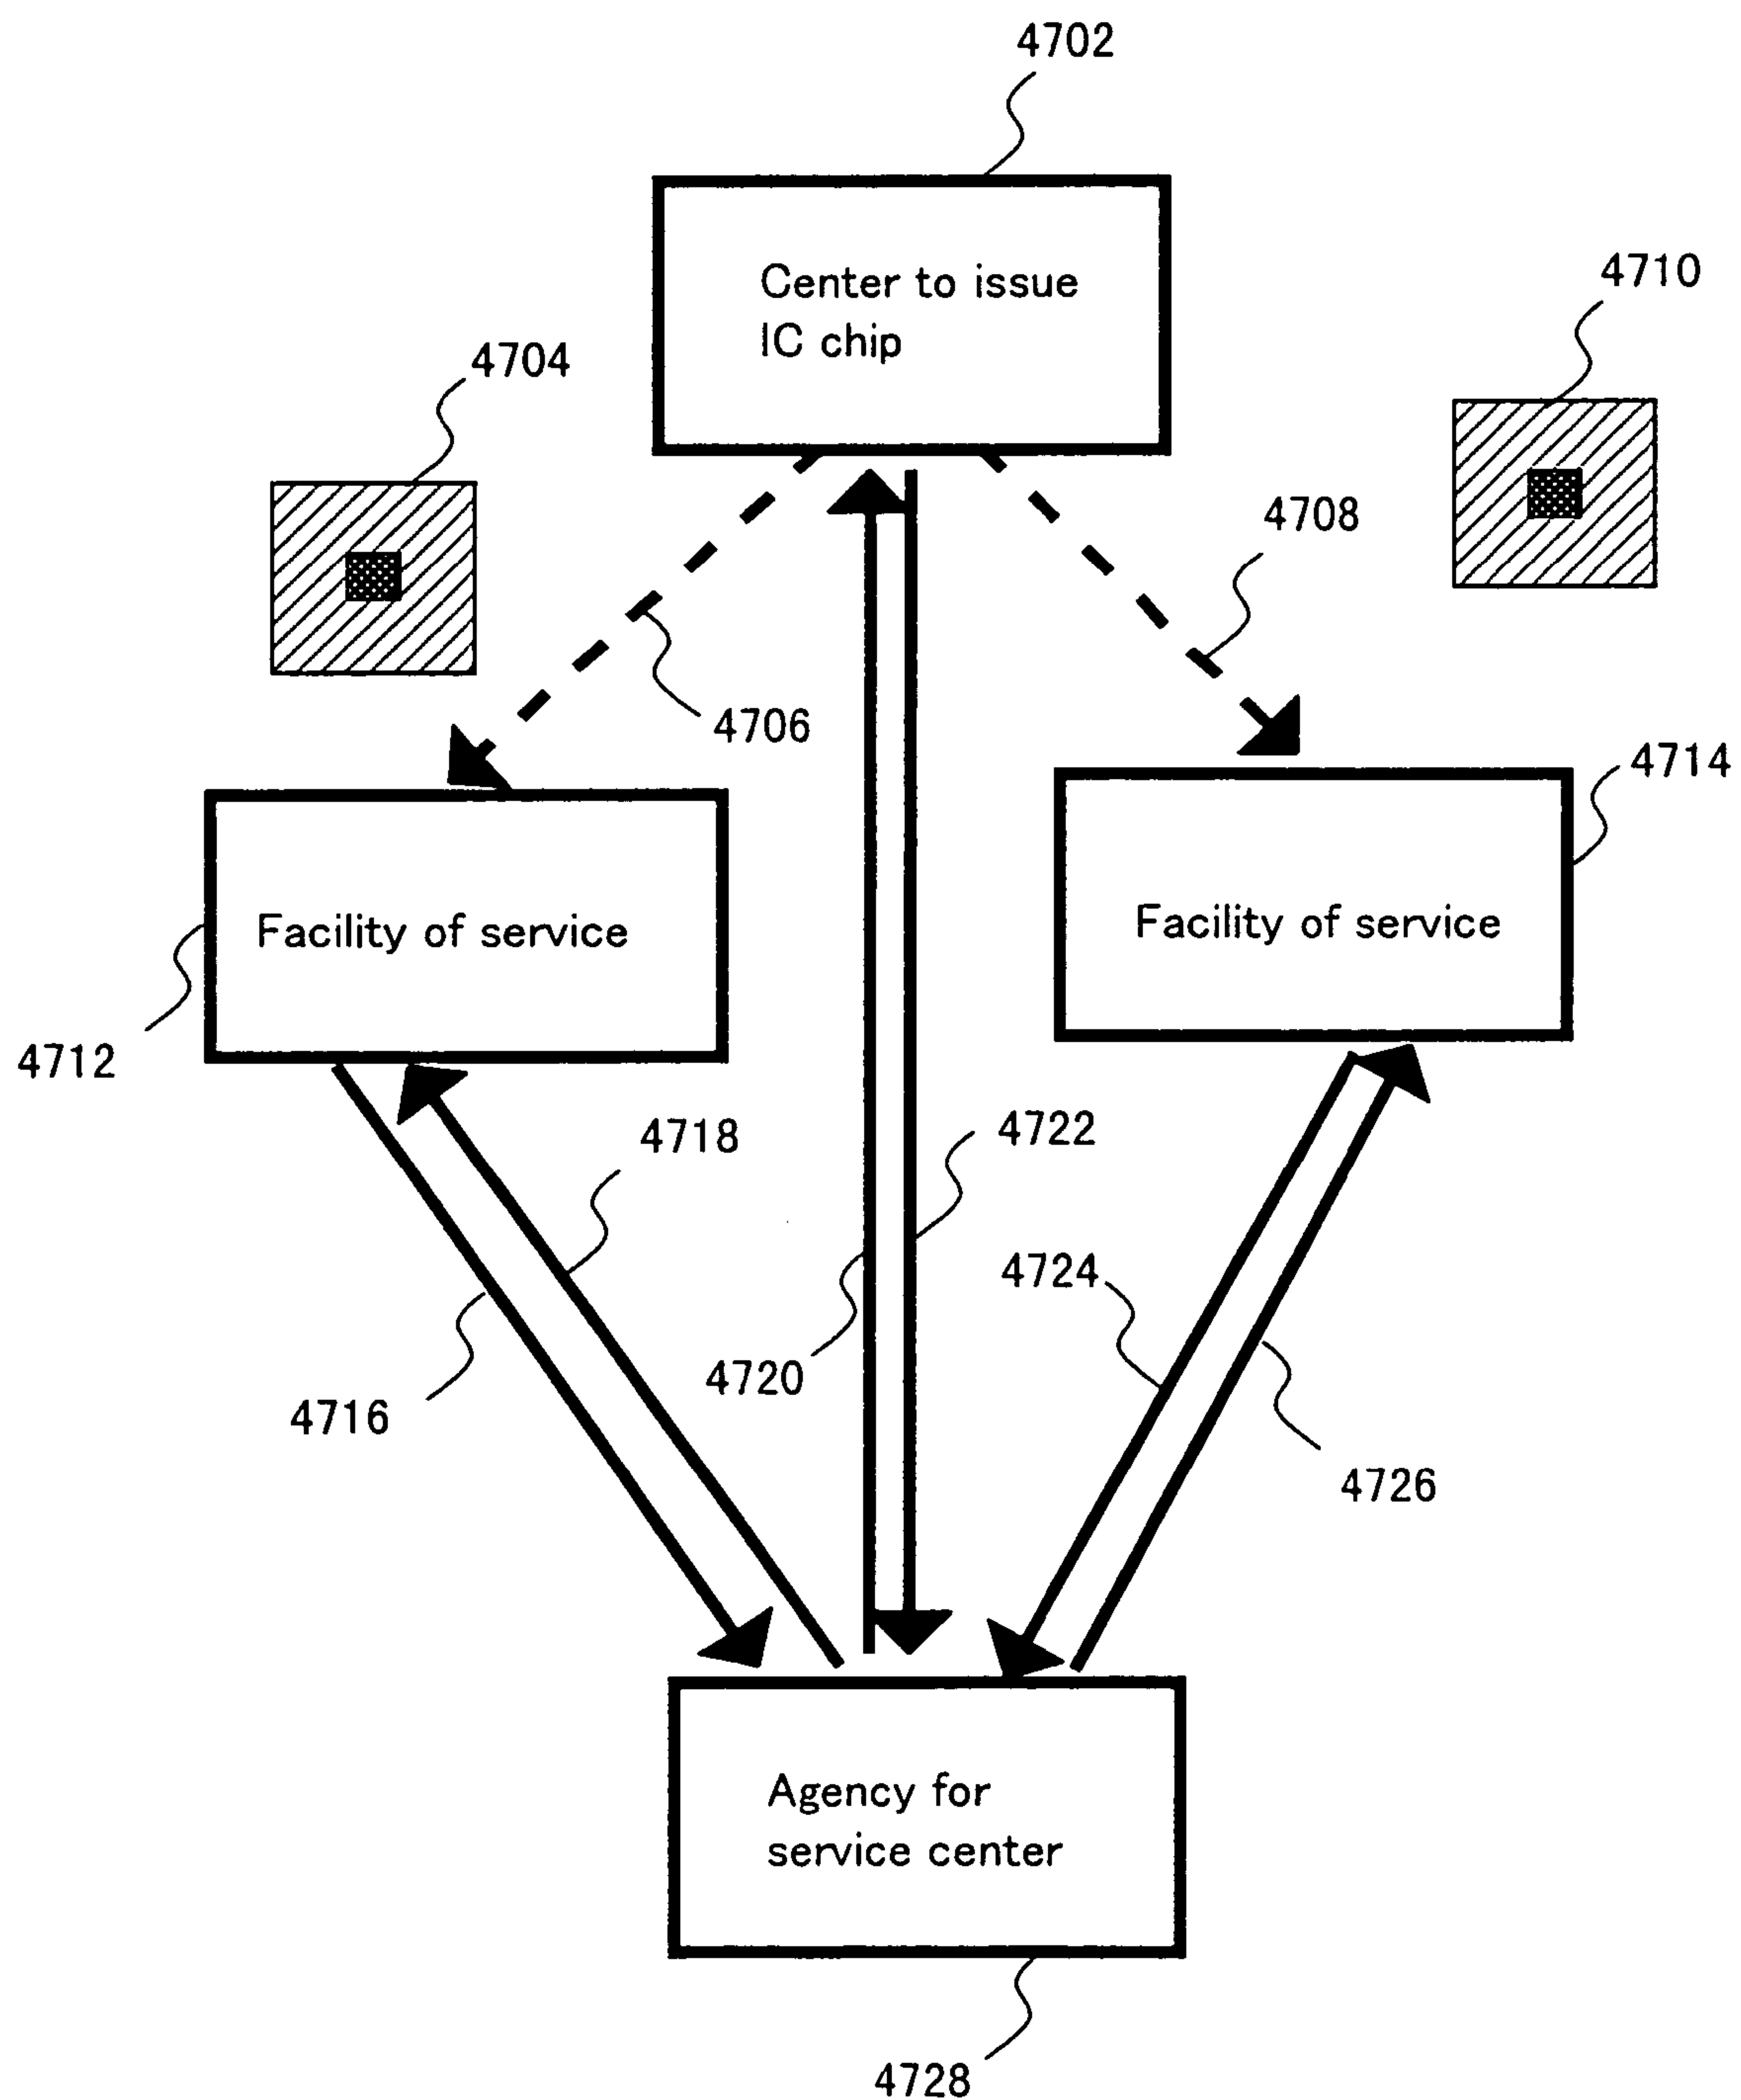 4702
Center to issue
IC chip
4710
4704
4708
4706
4714
Facility of service
Facility of service
4712
4718
4722
4724
4720
4716
4726
Agency for
service center
4728